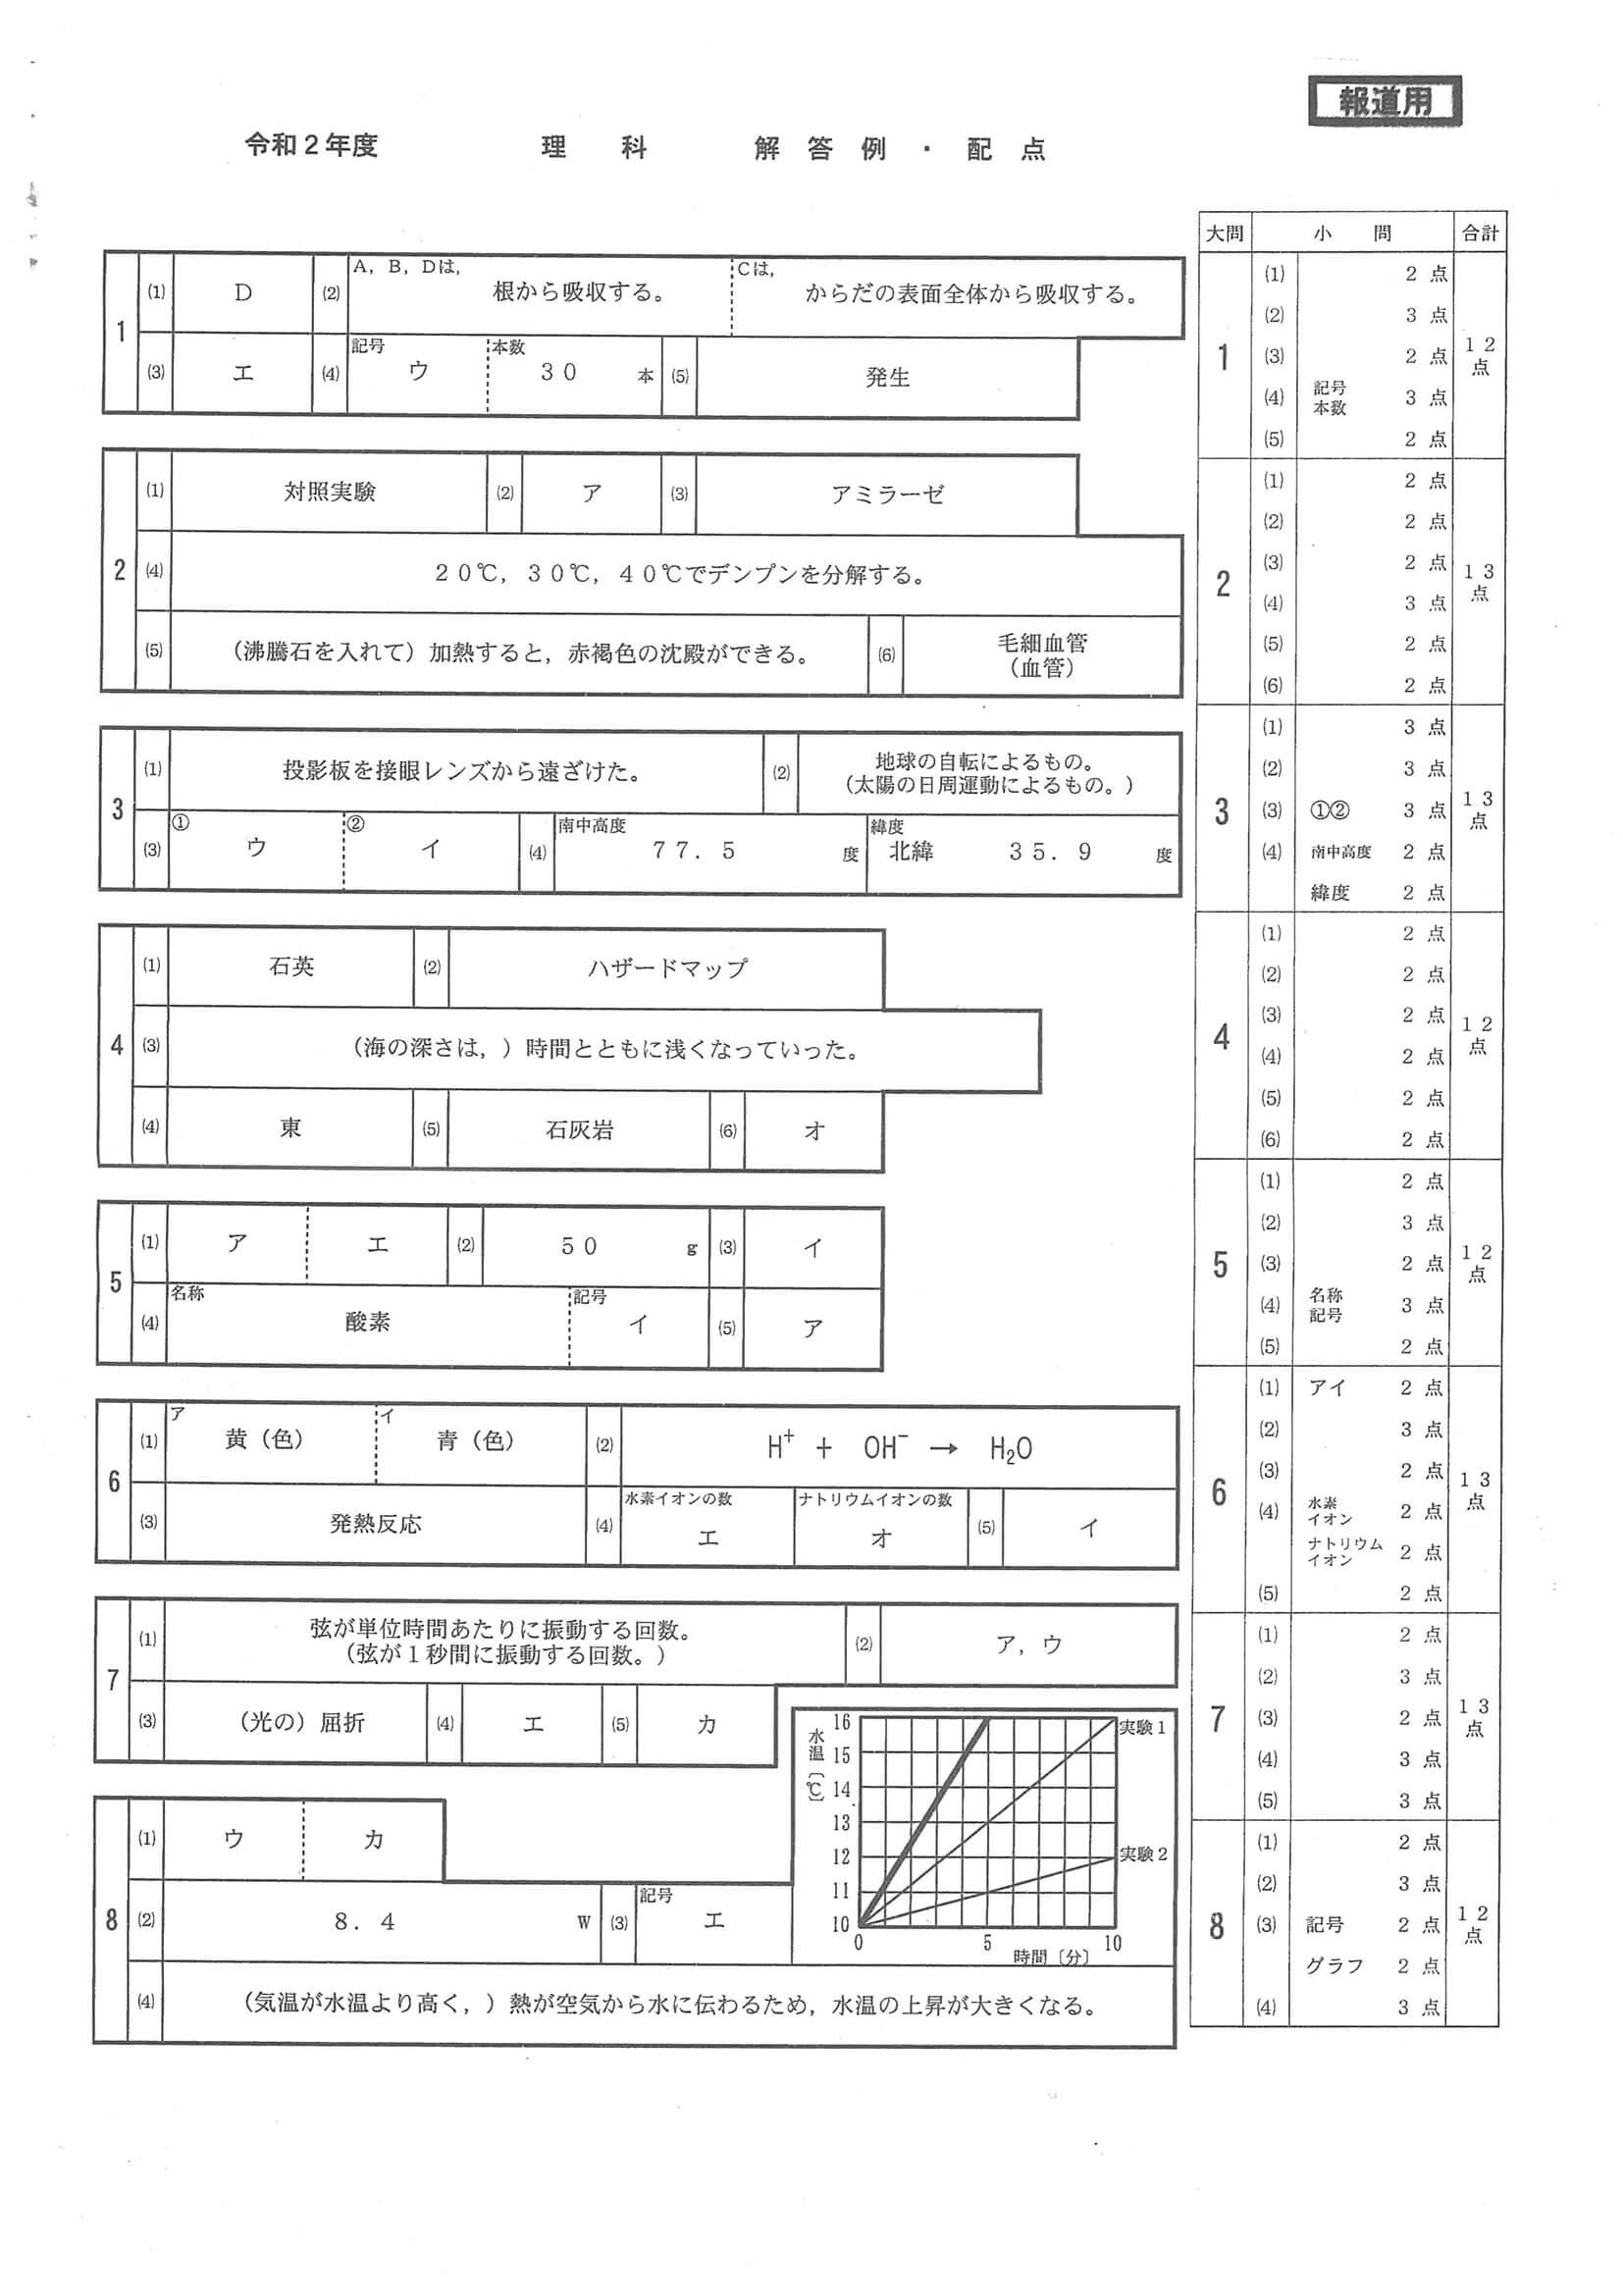 報道用
令和２年度 理 科 解 答 例 ・ 配 点
1
(1) D (2) A，B，Dは， 根から吸収する。 Cは， からだの表面全体から吸収する。
(3) エ (4) 記号 ウ 本数 ３０ 本 (5) 発生
2
(1) 対照実験 (2) ア (3) アミラーゼ
(4) ２０℃，３０℃，４０℃でデンプンを分解する。
(5) （沸騰石を入れて）加熱すると，赤褐色の沈殿ができる。 (6) 毛細血管
（血管）
3
(1) 投影板を接眼レンズから遠ざけた。 (2) 地球の自転によるもの。
（太陽の日周運動によるもの。）
(3) ① ウ ② イ (4) 南中高度 ７７．５ 度 緯度 北緯 ３５．９ 度
4
(1) 石英 (2) ハザードマップ
(3) （海の深さは，）時間とともに浅くなっていった。
(4) 東 (5) 石灰岩 (6) オ
5
(1) ア エ (2) ５０ g (3) イ
(4) 名称 酸素 記号 イ (5) ア
6
(1) ア 黄（色） イ 青（色） (2) H⁺ ＋ OH⁻ → H₂O
(3) 発熱反応 (4) 水素イオンの数 エ ナトリウムイオンの数 オ (5) イ
7
(1) 弦が単位時間あたりに振動する回数。
（弦が１秒間に振動する回数。） (2) ア，ウ
(3) （光の）屈折 (4) エ (5) カ
8
(1) ウ カ
(2) ８．４ W (3) 記号 エ
水温〔℃〕
16 実験1
15
14
13
12 実験2
11
10
0 5 10
時間〔分〕
(4) （気温が水温より高く，）熱が空気から水に伝わるため，水温の上昇が大きくなる。
大問 小 問 合計
1
(1) 2 点
(2) 3 点
(3) 2 点
(4) 記号 本数 3 点
(5) 2 点
12点
2
(1) 2 点
(2) 2 点
(3) 2 点
(4) 3 点
(5) 2 点
(6) 2 点
13点
3
(1) 3 点
(2) 3 点
(3) ①② 3 点
(4) 南中高度 2 点
緯度 2 点
13点
4
(1) 2 点
(2) 2 点
(3) 2 点
(4) 2 点
(5) 2 点
(6) 2 点
12点
5
(1) 2 点
(2) 3 点
(3) 2 点
(4) 名称 記号 3 点
(5) 2 点
12点
6
(1) アイ 2 点
(2) 3 点
(3) 2 点
(4) 水素イオン 2 点
ナトリウムイオン 2 点
(5) 2 点
13点
7
(1) 2 点
(2) 3 点
(3) 2 点
(4) 3 点
(5) 3 点
13点
8
(1) 2 点
(2) 3 点
(3) 記号 2 点
グラフ 2 点
(4) 3 点
12点